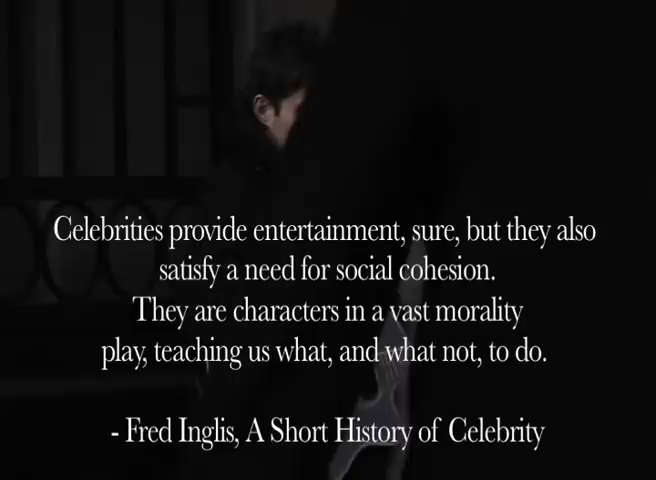 Celebrities provide entertainment, sure, but they also
satisfy a need for social cohesion.
They are characters in a vast morality
play, teaching us what, and what not, to do.
- Fred Inglis, A Short History of Celebrity